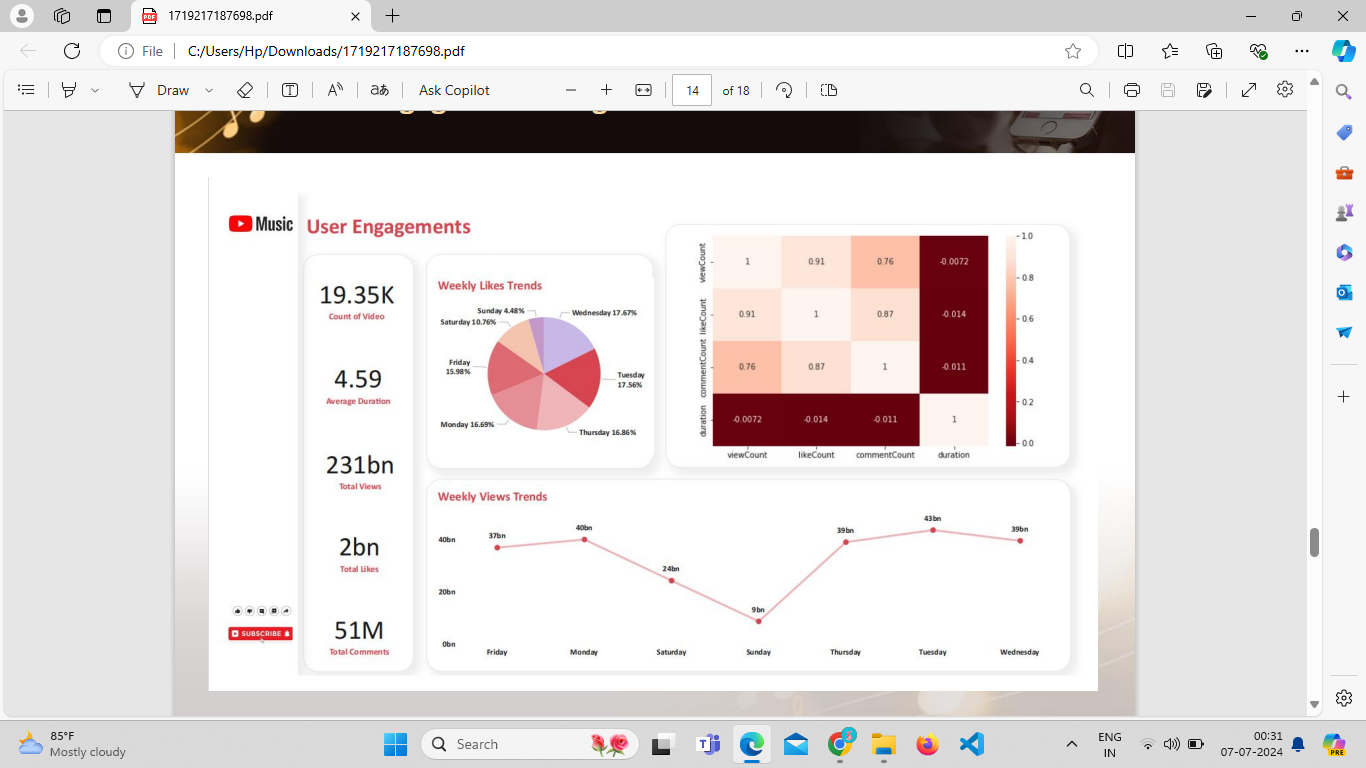 1719217187698.pdf
File
C:/Users/Hp/Downloads/1719217187698.pdf
Draw
Ask Copilot
14
of 18
Music
User Engagements
19.35K
Count of Video
4.59
Average Duration
231bn
Total Views
2bn
Total Likes
51M
Total Comments
SUBSCRIBE
Weekly Likes Trends
Sunday 4.48%
Wednesday 17.67%
Saturday 10.76%
Friday
15.98%
Tuesday
17.56%
Monday 16.69%
Thursday 16.86%
viewCount
1 0.91 0.76 -0.0072
likeCount
0.91 1 0.87 -0.014
commentCount
0.76 0.87 1 -0.011
duration
-0.0072 -0.014 -0.011 1
viewCount likeCount commentCount duration
1.0
0.8
0.6
0.4
0.2
0.0
Weekly Views Trends
40bn
20bn
0bn
37bn
40bn
24bn
9bn
39bn
43bn
39bn
Friday Monday Saturday Sunday Thursday Tuesday Wednesday
85°F
Mostly cloudy
Search
ENG
IN
00:31
07-07-2024
PRE